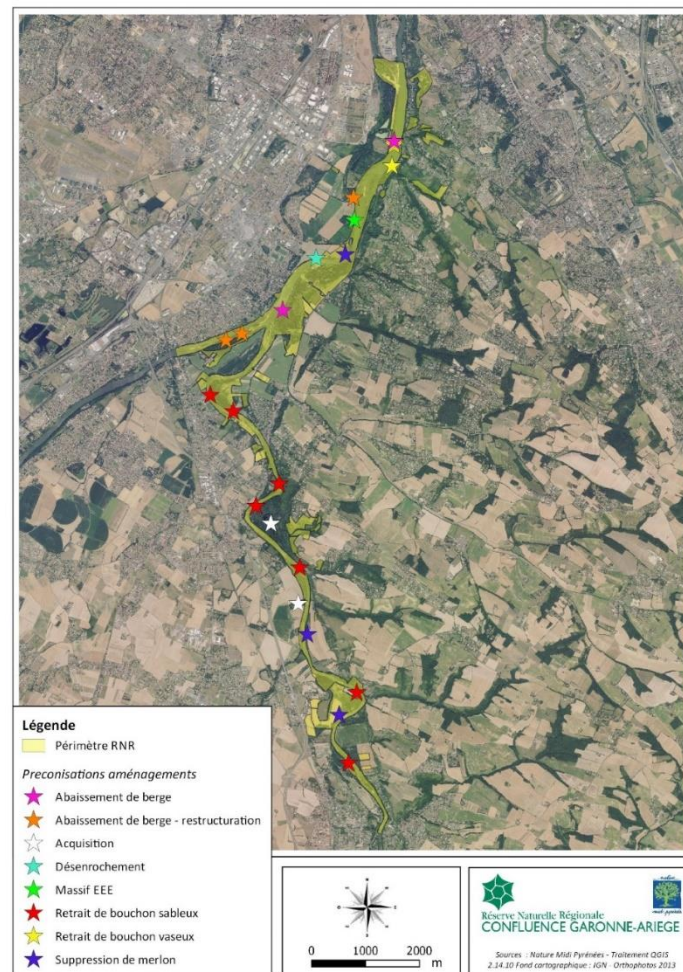 Légende
Périmètre RNR
Preconisations aménagements
Abaissement de berge
Abaissement de berge - restructuration
Acquisition
Désenrochement
Massif EEE
Retrait de bouchon sableux
Retrait de bouchon vaseux
Suppression de merlon
0 1000 2000
m
Réserve Naturelle Régionale
CONFLUENCE GARONNE-ARIEGE
Sources : Nature Midi Pyrénées - Traitement QGIS
2.14.10 Fond cartographique : IGN - Orthophotos 2013